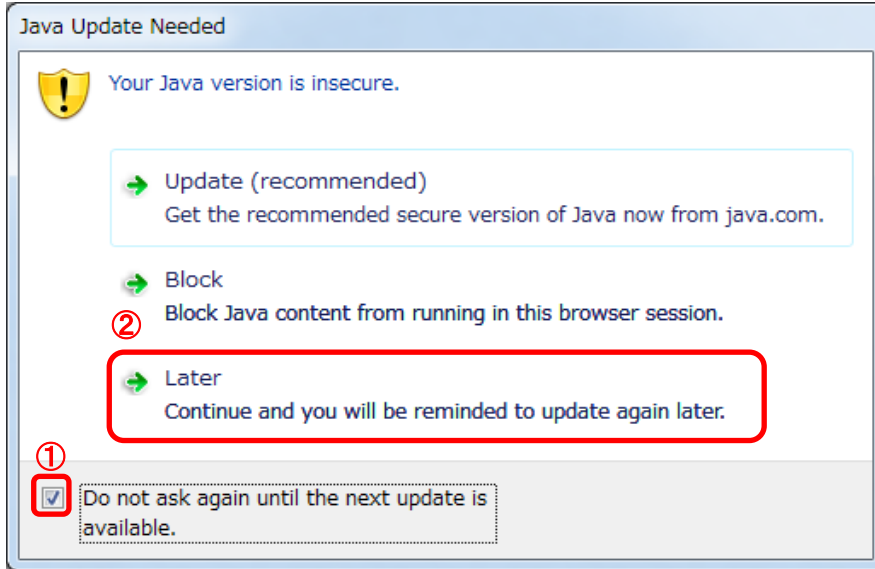 Java Update Needed
Your Java version is insecure.
Update (recommended)
Get the recommended secure version of Java now from java.com.
Block
Block Java content from running in this browser session.
②
Later
Continue and you will be reminded to update again later.
①
Do not ask again until the next update is
available.